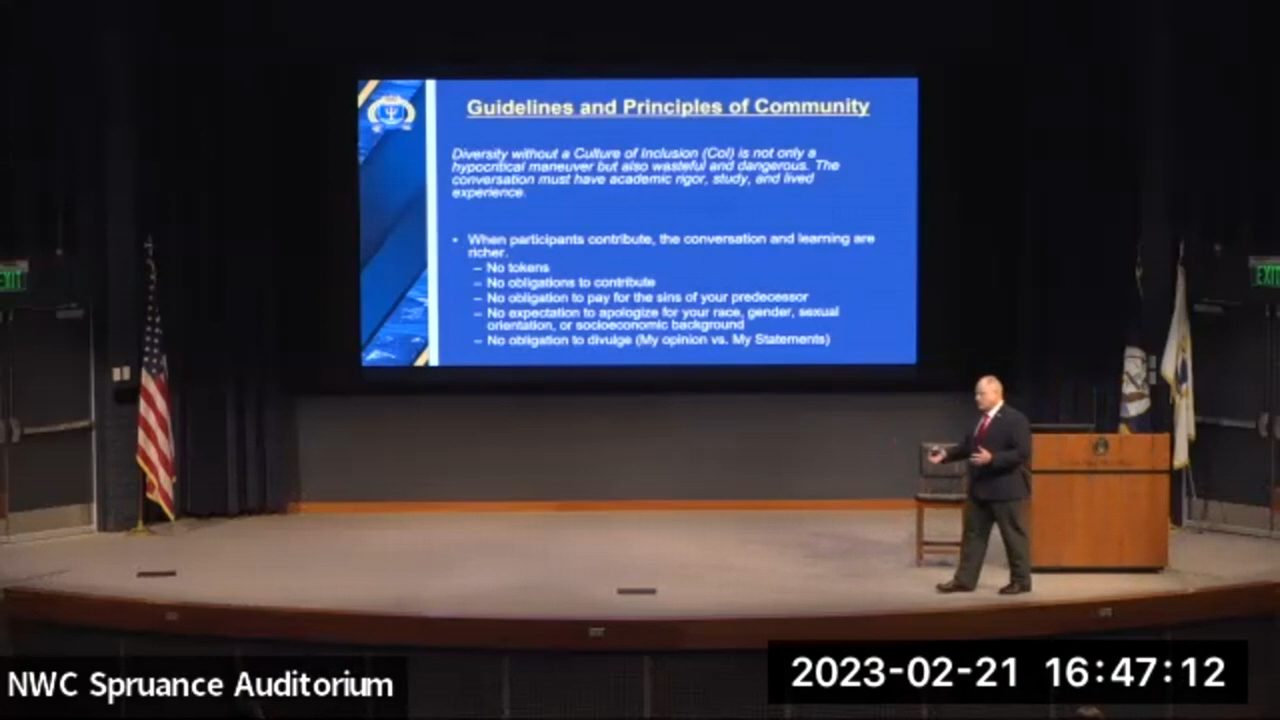 Guidelines and Principles of Community
Diversity without a Culture of Inclusion (CoI) is not only a
hypocritical maneuver but also wasteful and dangerous. The
conversation must have academic rigor, study, and lived
experience.
• When participants contribute, the conversation and learning are
richer.
– No tokens
– No obligations to contribute
– No obligation to pay for the sins of your predecessor
– No expectation to apologize for your race, gender, sexual
orientation, or socioeconomic background
– No obligation to divulge (My opinion vs. My Statements)
EXIT
EXIT
NWC Spruance Auditorium
2023-02-21 16:47:12